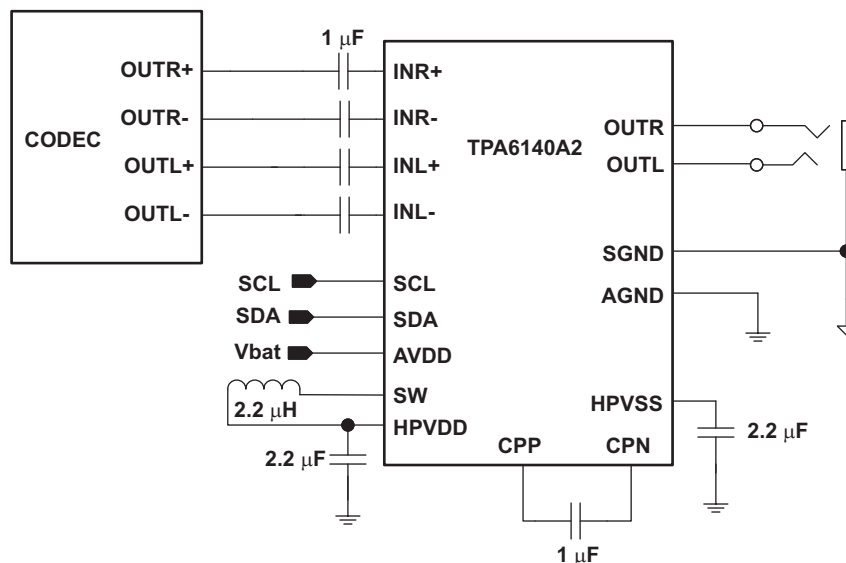 1 μF
OUTR+
INR+
OUTR-
INR-
OUTR
CODEC
TPA6140A2
OUTL+
INL+
OUTL
OUTL-
INL-
SGND
SCL
SCL
AGND
SDA
SDA
Vbat
AVDD
SW
2.2 μH
HPVSS
HPVDD
2.2 μF
2.2 μF
CPP
CPN
1 μF